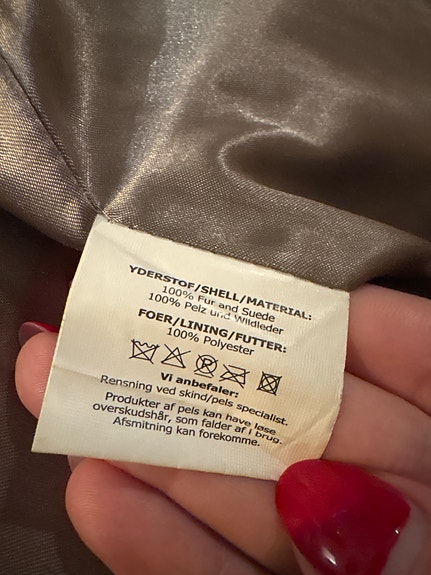 YDERSTOF/SHELL/MATERIAL:
100% Fur and Suede
100% Pelz und Wildleder
FOER/LINING/FUTTER:
100% Polyester
Vi anbefaler:
Rensning ved skind/pels specialist.
Produkter af pels kan have løse
overskudshår, som falder af i brug.
Afsmitning kan forekomme.